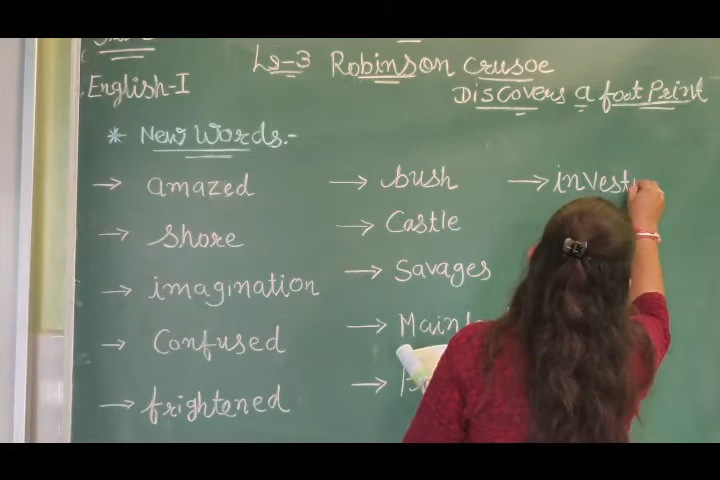 Ls-3 Robinson Crusoe
English-I
Discovers a foot Print
* New Words:-
→ amazed
→ shore
→ imagination
→ Confused
→ frightened
→ bush
→ Castle
→ Savages
→ invest